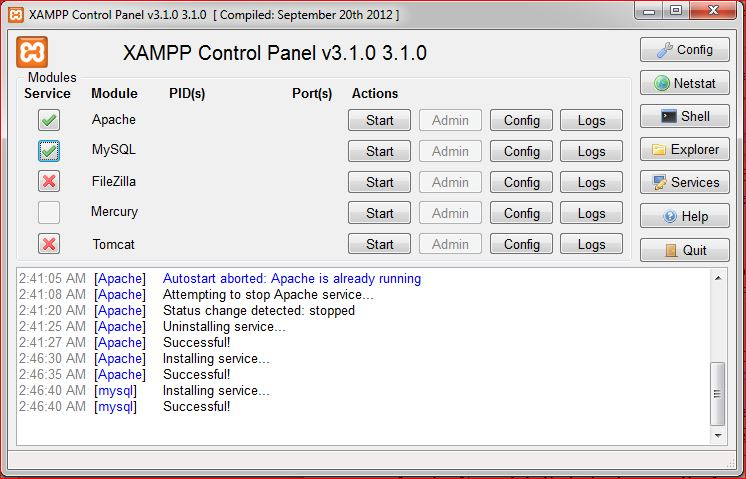 XAMPP Control Panel v3.1.0 3.1.0 [ Compiled: September 20th 2012 ]
XAMPP Control Panel v3.1.0 3.1.0
Config
Modules
Service Module PID(s) Port(s) Actions
Netstat
Apache Start Admin Config Logs
Shell
MySQL Start Admin Config Logs
Explorer
FileZilla Start Admin Config Logs
Services
Mercury Start Admin Config Logs
Help
Tomcat Start Admin Config Logs
Quit
2:41:05 AM [Apache] Autostart aborted: Apache is already running
2:41:08 AM [Apache] Attempting to stop Apache service...
2:41:20 AM [Apache] Status change detected: stopped
2:41:25 AM [Apache] Uninstalling service...
2:41:27 AM [Apache] Successful!
2:46:30 AM [Apache] Installing service...
2:46:35 AM [Apache] Successful!
2:46:40 AM [mysql] Installing service...
2:46:40 AM [mysql] Successful!